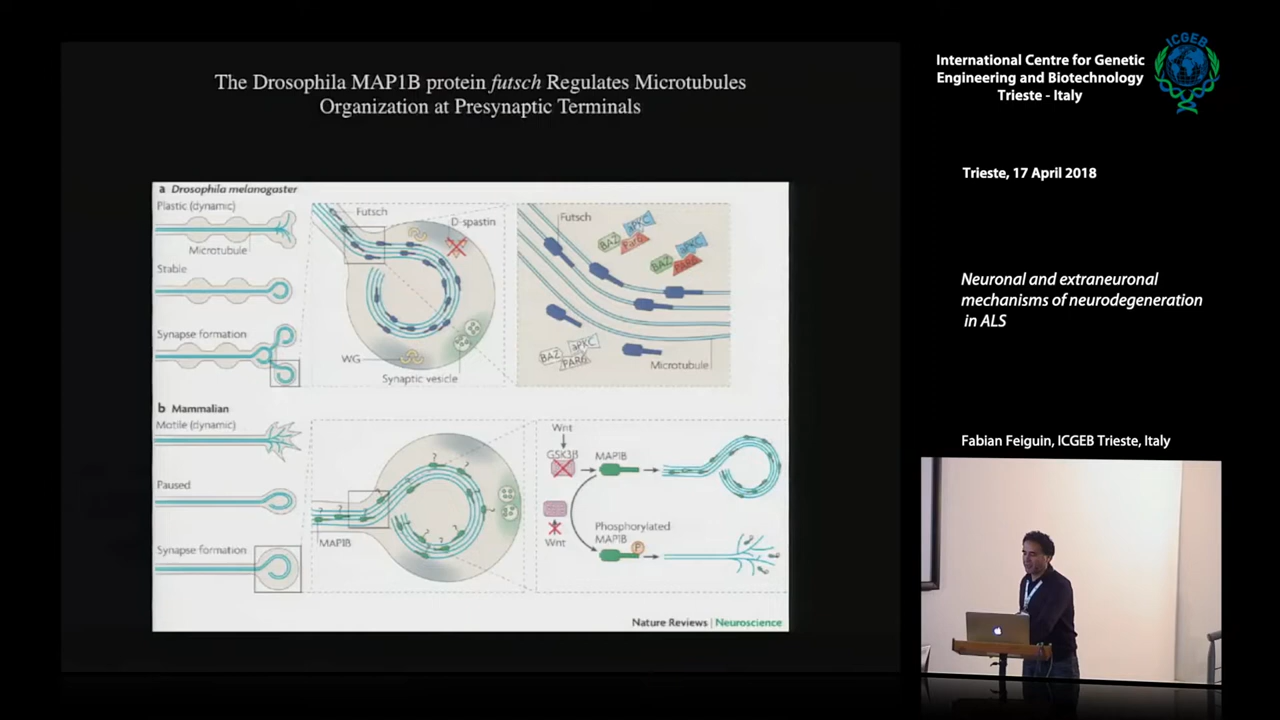 The Drosophila MAP1B protein futsch Regulates Microtubules
Organization at Presynaptic Terminals
a Drosophila melanogaster
Plastic (dynamic)
Microtubule
Stable
Synapse formation
Futsch
D-spastin
WG
Synaptic vesicle
Futsch
BAZ
aPKC
Par6
BAZ
aPKC
PAR6
BAZ
aPKC
PAR6
Microtubule
b Mammalian
Motile (dynamic)
Paused
Synapse formation
MAP1B
? ? ? ? ? ? ? ? ?
Wnt
GSK3β
MAP1B
Wnt
Phosphorylated
MAP1B
P
Nature Reviews | Neuroscience
International Centre for Genetic
Engineering and Biotechnology
Trieste - Italy
ICGEB
Trieste, 17 April 2018
Neuronal and extraneuronal
mechanisms of neurodegeneration
in ALS
Fabian Feiguin, ICGEB Trieste, Italy